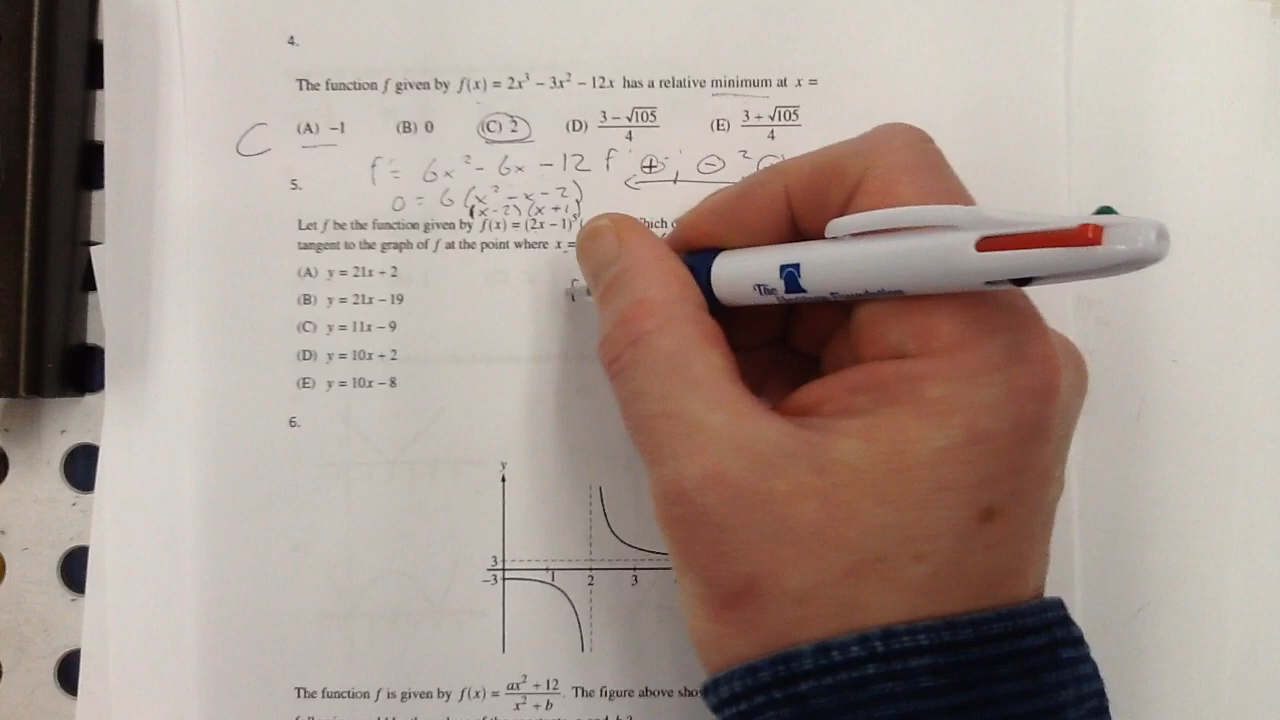 4.
The function f given by f(x) = 2x³ − 3x² − 12x has a relative minimum at x =
C (A) −1 (B) 0 (C) 2 (D) (3 − √105)/4 (E) (3 + √105)/4
f' = 6x² - 6x - 12 f' + - 2
5.
0 = 6(x² - x - 2)
(x-2)(x+1)
Let f be the function given by f(x) = (2x − 1)⁵(
tangent to the graph of f at the point where x =
(A) y = 21x + 2
(B) y = 21x − 19
(C) y = 11x − 9
(D) y = 10x + 2
(E) y = 10x − 8
The
6.
y
3
−3
1 2 3
The function f is given by f(x) = (ax² + 12)/(x² + b). The figure above